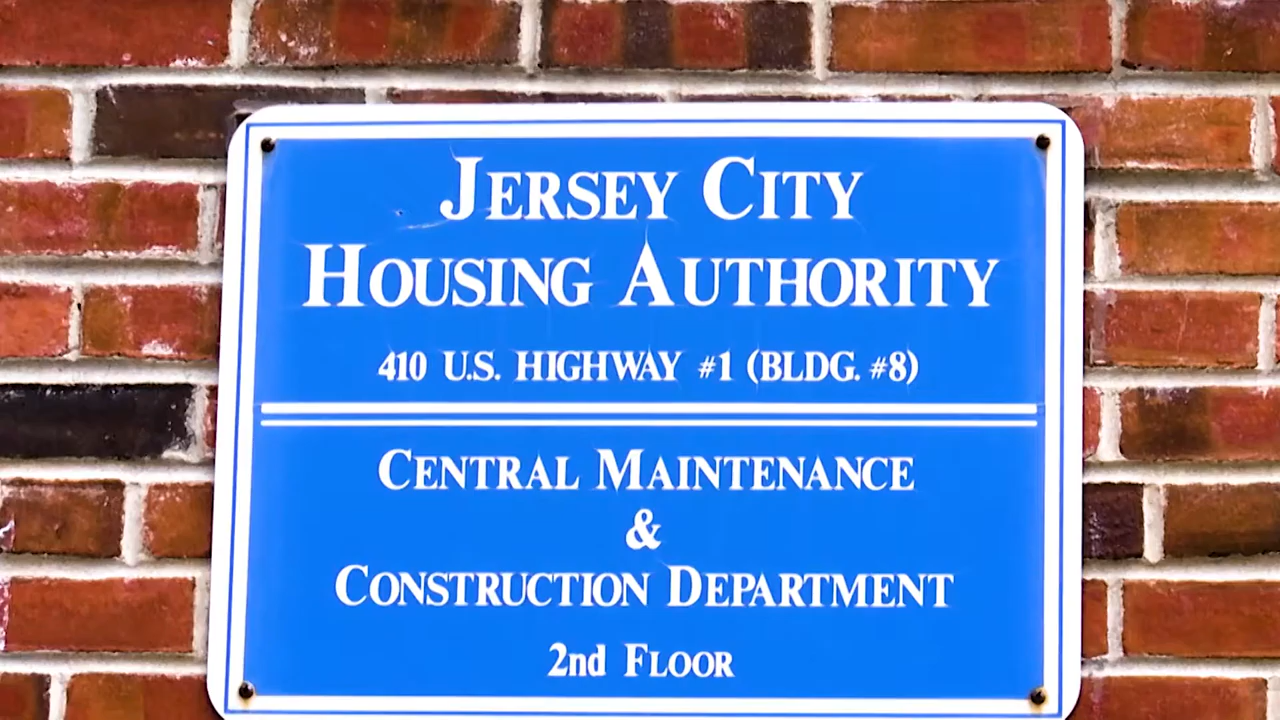 JERSEY CITY
HOUSING AUTHORITY
410 U.S. HIGHWAY #1 (BLDG. #8)
CENTRAL MAINTENANCE
&
CONSTRUCTION DEPARTMENT
2nd FLOOR